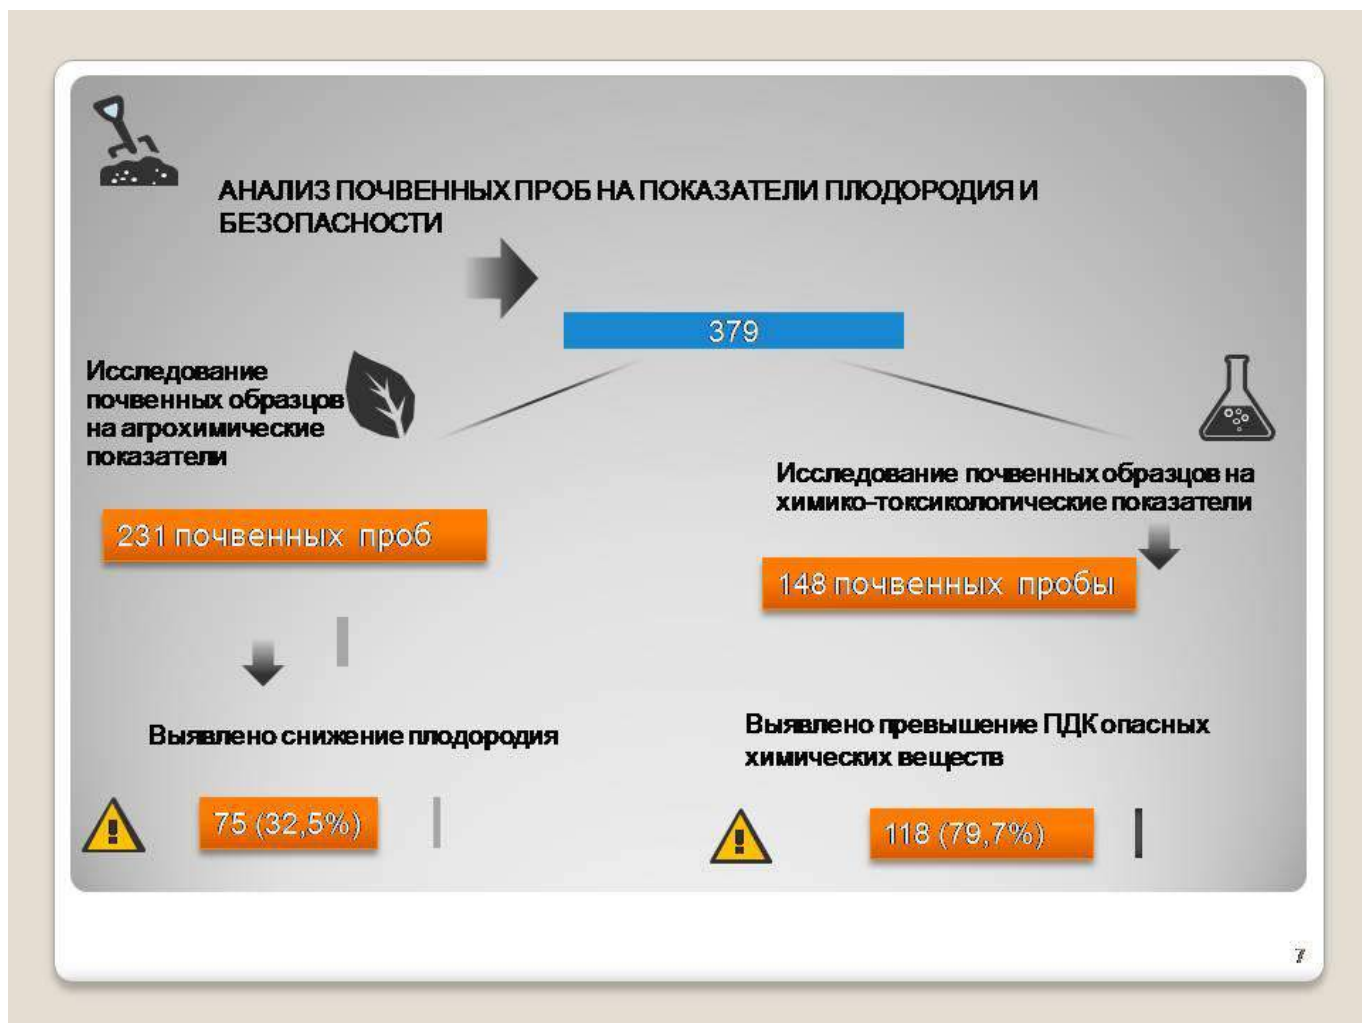 АНАЛИЗ ПОЧВЕННЫХ ПРОБ НА ПОКАЗАТЕЛИ ПЛОДОРОДИЯ И
БЕЗОПАСНОСТИ
379
Исследование
почвенных образцов
на агрохимические
показатели
231 почвенных проб
Выявлено снижение плодородия
75 (32,5%)
Исследование почвенных образцов на
химико-токсикологические показатели
148 почвенных пробы
Выявлено превышение ПДК опасных
химических веществ
118 (79,7%)